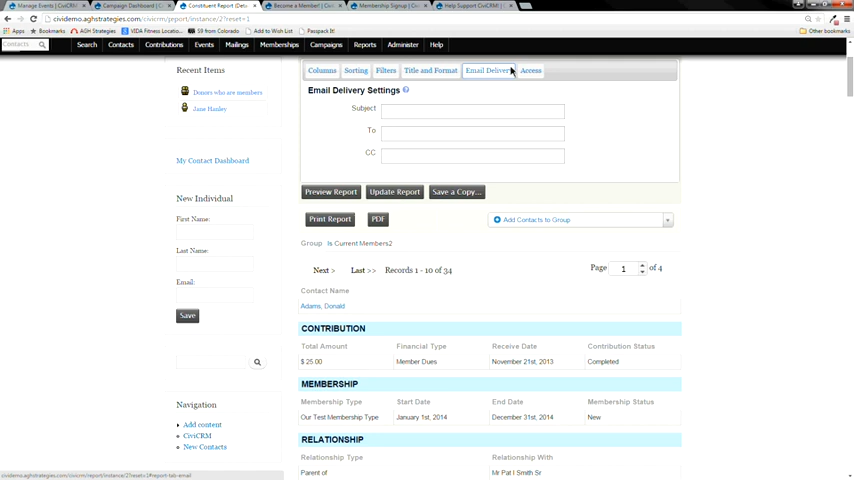 Manage Events | CiviCRM
Campaign Dashboard | Ci
Constituent Report (Detail)
Become a Member! | Civi
Membership Signup | Civi
Help Support CiviCRM! |
cividemo.aghstrategies.com/civicrm/report/instance/2?reset=1
Apps
Bookmarks
AGH Strategies
VIDA Fitness Locatio...
S9 from Colorado
Add to Wish List
Passpack It!
Other bookmarks
Contacts
Search
Contacts
Contributions
Events
Mailings
Memberships
Campaigns
Reports
Administer
Help
Recent Items
Donors who are members
Jane Hanley
My Contact Dashboard
New Individual
First Name:
Last Name:
Email:
Save
Navigation
Add content
CiviCRM
New Contacts
Columns
Sorting
Filters
Title and Format
Email Delivery
Access
Email Delivery Settings
Subject
To
CC
Preview Report
Update Report
Save a Copy...
Print Report
PDF
Add Contacts to Group
Group Is Current Members2
Next > Last >> Records 1 - 10 of 34
Page 1 of 4
Contact Name
Adams, Donald
CONTRIBUTION
Total Amount Financial Type Receive Date Contribution Status
$ 25.00 Member Dues November 21st, 2013 Completed
MEMBERSHIP
Membership Type Start Date End Date Membership Status
Our Test Membership Type January 1st, 2014 December 31st, 2014 New
RELATIONSHIP
Relationship Type Relationship With
Parent of Mr Pat I Smith Sr
cividemo.aghstrategies.com/civicrm/report/instance/2?reset=1#report-tab-email